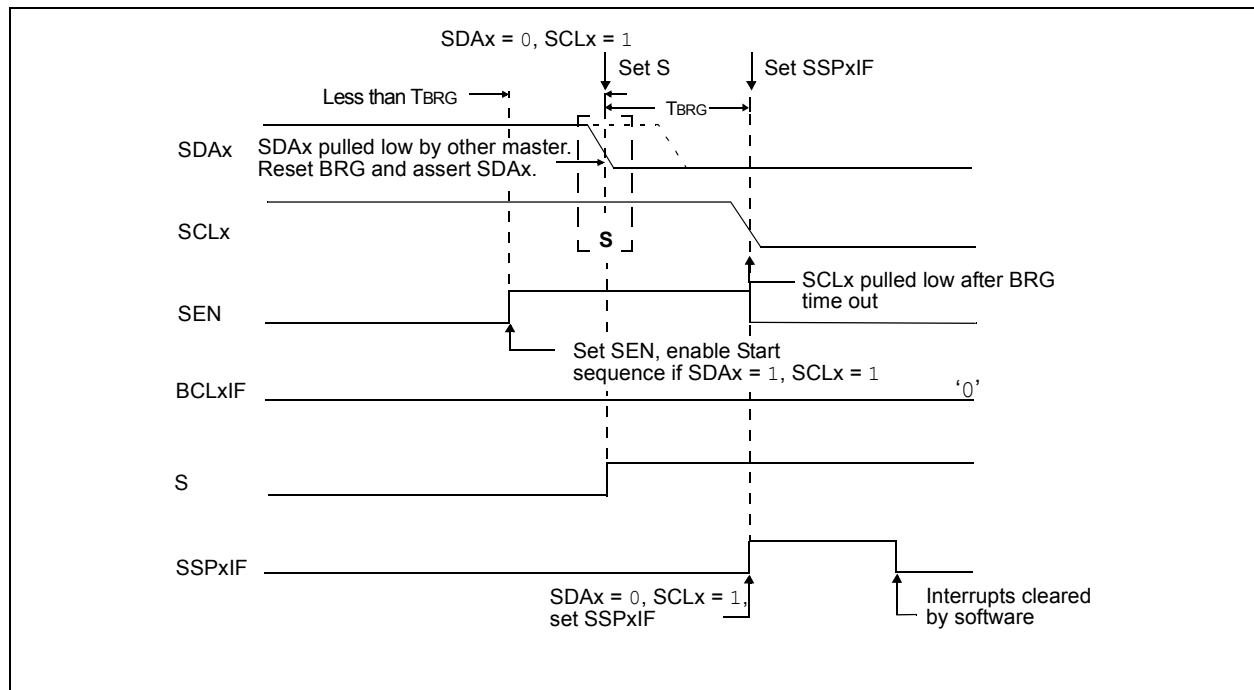 SDAx = 0, SCLx = 1
Set S
Set SSPxIF
Less than TBRG
TBRG
SDAx
SDAx pulled low by other master.
Reset BRG and assert SDAx.
SCLx
S
SCLx pulled low after BRG
time out
SEN
Set SEN, enable Start
sequence if SDAx = 1, SCLx = 1
BCLxIF
‘0’
S
SSPxIF
SDAx = 0, SCLx = 1,
set SSPxIF
Interrupts cleared
by software